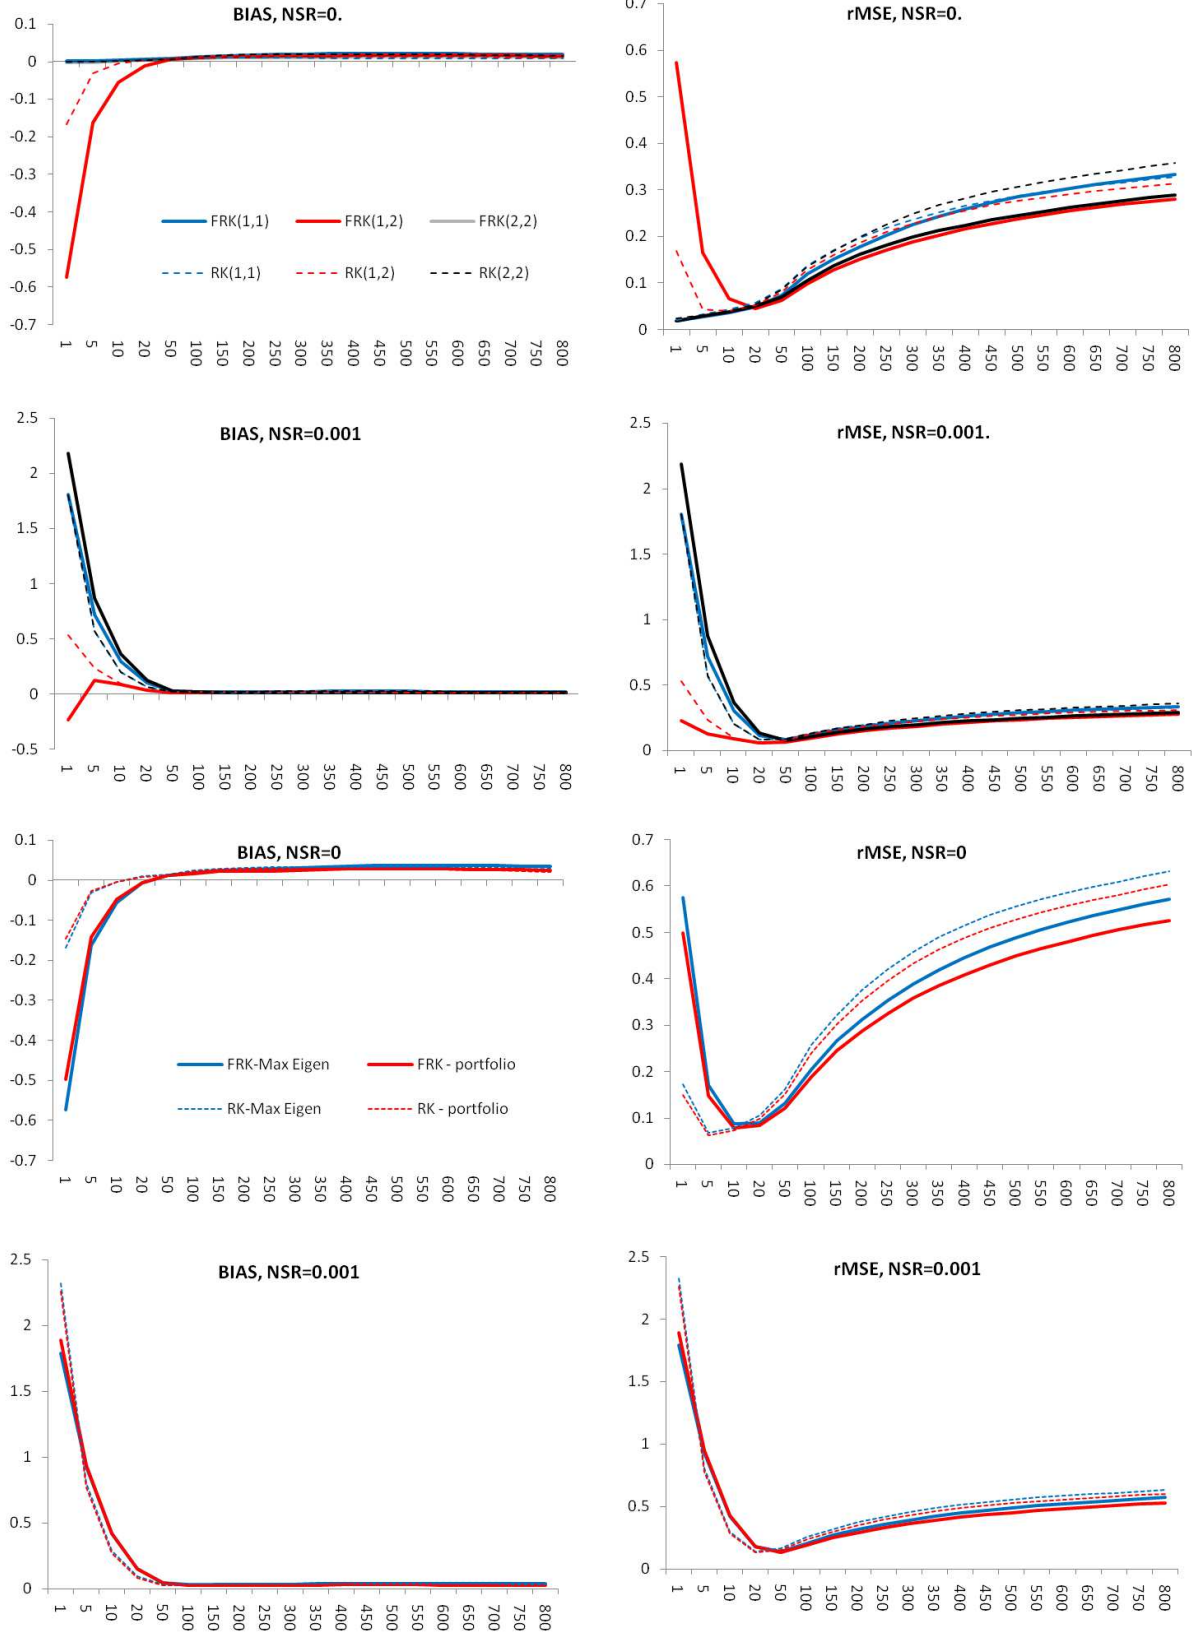 BIAS, NSR=0.
0.1
0
-0.1
-0.2
-0.3
-0.4
-0.5
-0.6
-0.7
FRK(1,1) FRK(1,2) FRK(2,2)
RK(1,1) RK(1,2) RK(2,2)
1 5 10 20 50 100 150 200 250 300 350 400 450 500 550 600 650 700 750 800
rMSE, NSR=0.
0.7
0.6
0.5
0.4
0.3
0.2
0.1
0
1 5 10 20 50 100 150 200 250 300 350 400 450 500 550 600 650 700 750 800
BIAS, NSR=0.001
2.5
2
1.5
1
0.5
0
-0.5
1 5 10 20 50 100 150 200 250 300 350 400 450 500 550 600 650 700 750 800
rMSE, NSR=0.001.
2.5
2
1.5
1
0.5
0
1 5 10 20 50 100 150 200 250 300 350 400 450 500 550 600 650 700 750 800
BIAS, NSR=0
0.1
0
-0.1
-0.2
-0.3
-0.4
-0.5
-0.6
-0.7
FRK-Max Eigen FRK - portfolio
RK-Max Eigen RK - portfolio
1 5 10 20 50 100 150 200 250 300 350 400 450 500 550 600 650 700 750 800
rMSE, NSR=0
0.7
0.6
0.5
0.4
0.3
0.2
0.1
0
1 5 10 20 50 100 150 200 250 300 350 400 450 500 550 600 650 700 750 800
BIAS, NSR=0.001
2.5
2
1.5
1
0.5
0
1 5 10 20 50 100 150 200 250 300 350 400 450 500 550 600 650 700 750 800
rMSE, NSR=0.001
2.5
2
1.5
1
0.5
0
1 5 10 20 50 100 150 200 250 300 350 400 450 500 550 600 650 700 750 800